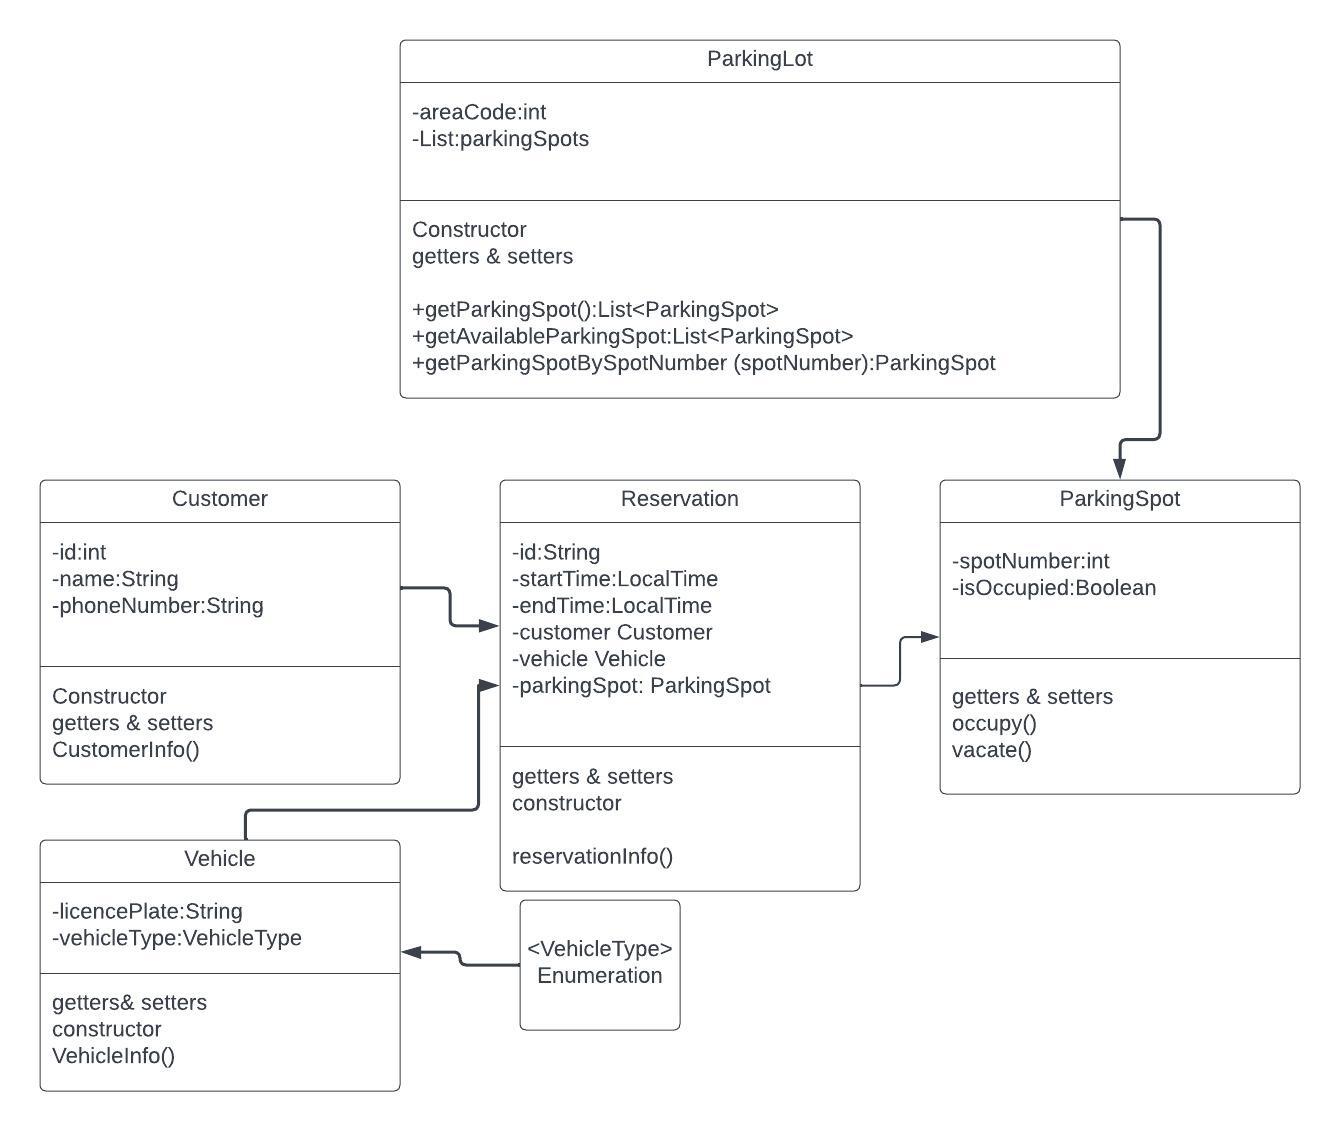 ParkingLot
-areaCode:int
-List:parkingSpots
Constructor
getters & setters
+getParkingSpot():List<ParkingSpot>
+getAvailableParkingSpot:List<ParkingSpot>
+getParkingSpotBySpotNumber (spotNumber):ParkingSpot
Customer
-id:int
-name:String
-phoneNumber:String
Constructor
getters & setters
CustomerInfo()
Reservation
-id:String
-startTime:LocalTime
-endTime:LocalTime
-customer Customer
-vehicle Vehicle
-parkingSpot: ParkingSpot
getters & setters
constructor
reservationInfo()
ParkingSpot
-spotNumber:int
-isOccupied:Boolean
getters & setters
occupy()
vacate()
Vehicle
-licencePlate:String
-vehicleType:VehicleType
getters& setters
constructor
VehicleInfo()
<VehicleType>
Enumeration